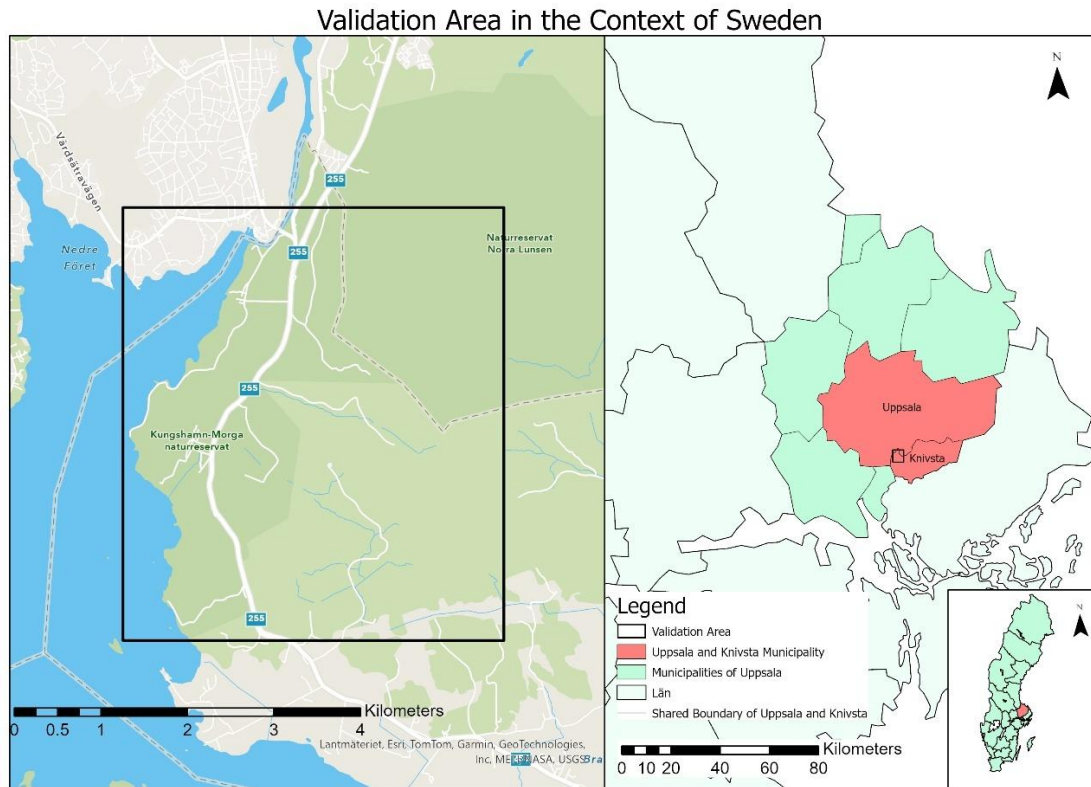 Validation Area in the Context of Sweden
Vårdsätravägen
255
Nedre
Föret
255
Naturreservat
Norra Lunsen
255
Kungshamn-Morga
naturreservat
255
Kilometers
0 0.5 1 2 3 4
Lantmäteriet, Esri, TomTom, Garmin, GeoTechnologies,
Inc, METI/NASA, USGS
Bra
N
Uppsala
Knivsta
Legend
Validation Area
Uppsala and Knivsta Municipality
Municipalities of Uppsala
Län
Shared Boundary of Uppsala and Knivsta
Kilometers
0 10 20 40 60 80
N